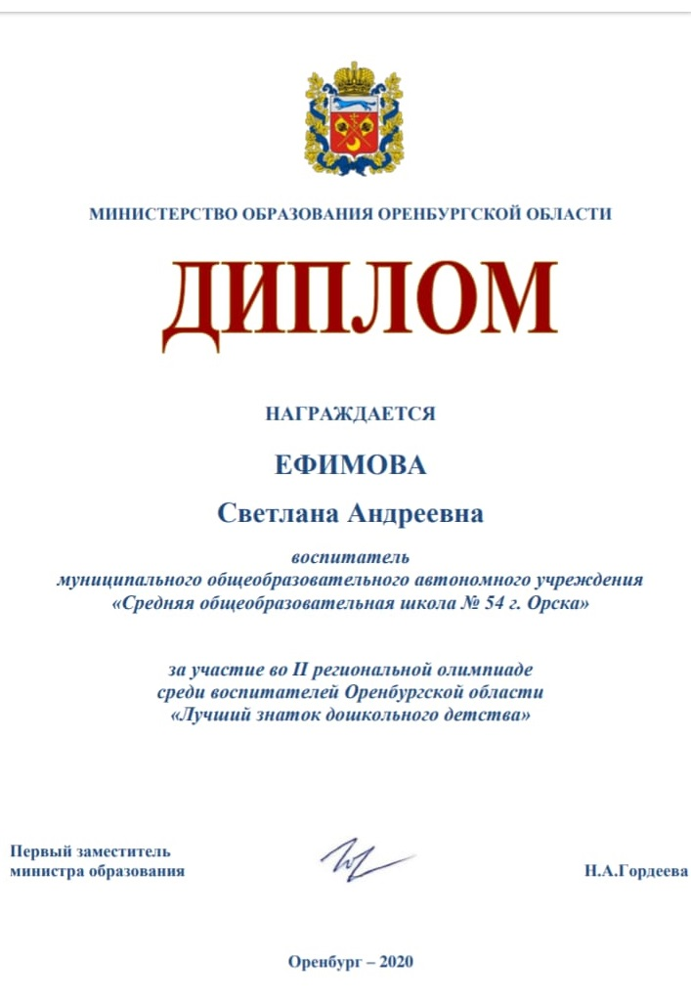 МИНИСТЕРСТВО ОБРАЗОВАНИЯ ОРЕНБУРГСКОЙ ОБЛАСТИ
ДИПЛОМ
НАГРАЖДАЕТСЯ
ЕФИМОВА
Светлана Андреевна
воспитатель
муниципального общеобразовательного автономного учреждения
«Средняя общеобразовательная школа № 54 г. Орска»
за участие во II региональной олимпиаде
среди воспитателей Оренбургской области
«Лучший знаток дошкольного детства»
Первый заместитель
министра образования
Н.А.Гордеева
Оренбург – 2020